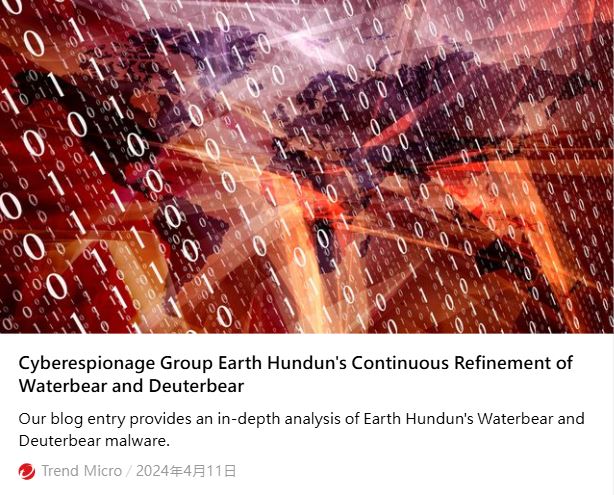 Cyberespionage Group Earth Hundun's Continuous Refinement of
Waterbear and Deuterbear
Our blog entry provides an in-depth analysis of Earth Hundun's Waterbear and
Deuterbear malware.
Trend Micro / 2024年4月11日